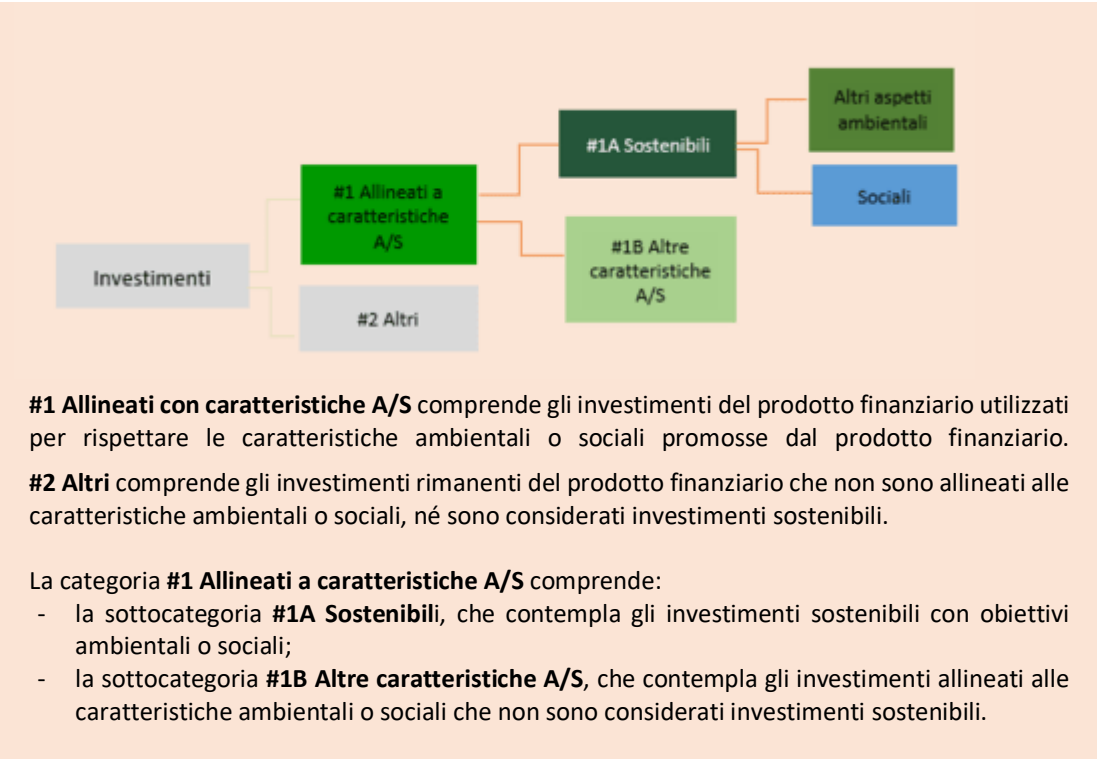 Altri aspetti
ambientali
#1A Sostenibili
Sociali
#1 Allineati a
caratteristiche
A/S
#1B Altre
caratteristiche
A/S
Investimenti
#2 Altri
#1 Allineati con caratteristiche A/S comprende gli investimenti del prodotto finanziario utilizzati
per rispettare le caratteristiche ambientali o sociali promosse dal prodotto finanziario.
#2 Altri comprende gli investimenti rimanenti del prodotto finanziario che non sono allineati alle
caratteristiche ambientali o sociali, né sono considerati investimenti sostenibili.
La categoria #1 Allineati a caratteristiche A/S comprende:
- la sottocategoria #1A Sostenibili, che contempla gli investimenti sostenibili con obiettivi
ambientali o sociali;
- la sottocategoria #1B Altre caratteristiche A/S, che contempla gli investimenti allineati alle
caratteristiche ambientali o sociali che non sono considerati investimenti sostenibili.